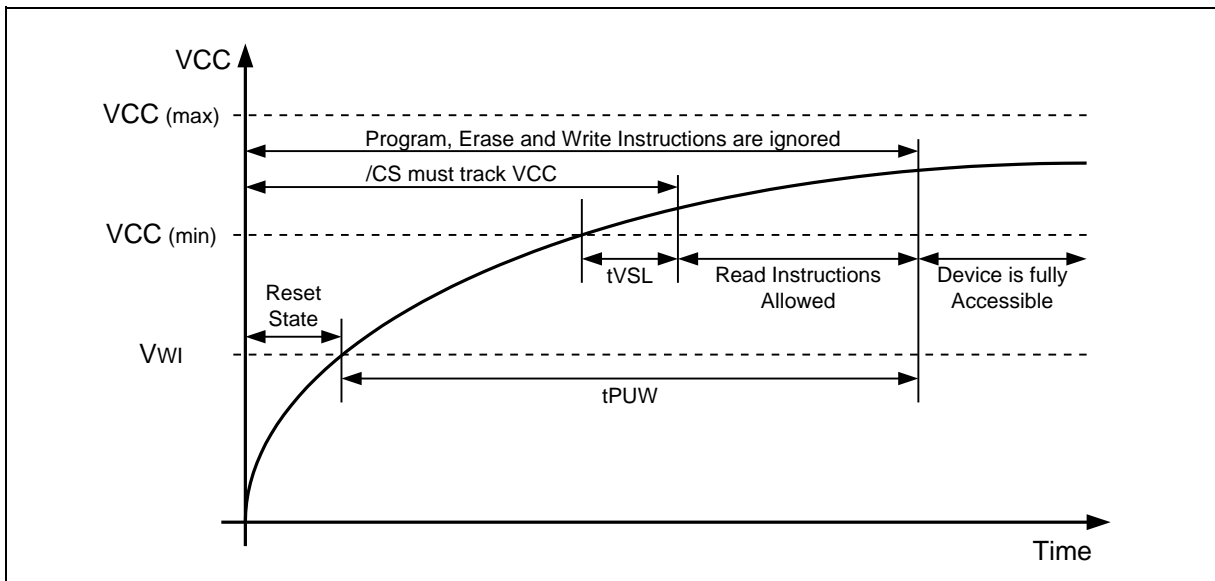 VCC
VCC (max)
Program, Erase and Write Instructions are ignored
/CS must track VCC
VCC (min)
tVSL
Read Instructions
Allowed
Device is fully
Accessible
Reset
State
VWI
tPUW
Time